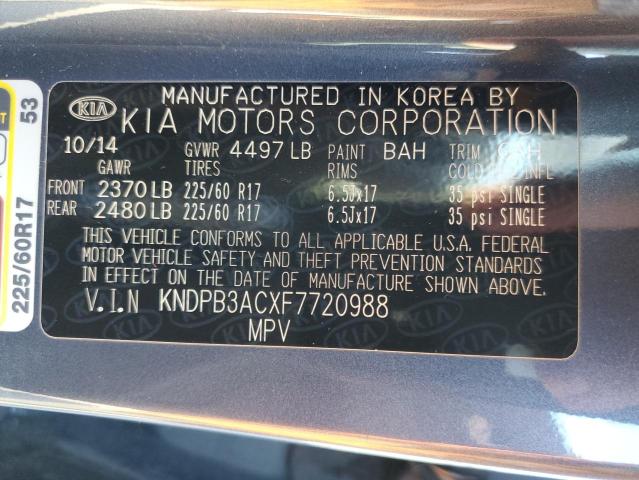 KIA MANUFACTURED IN KOREA BY
KIA MOTORS CORPORATION
10/14 GVWR 4497 LB PAINT BAH TRIM
GAWR TIRES RIMS COLD
FRONT 2370 LB 225/60 R17 6.5Jx17 35 psi SINGLE
REAR 2480 LB 225/60 R17 6.5Jx17 35 psi SINGLE
THIS VEHICLE CONFORMS TO ALL APPLICABLE U.S.A. FEDERAL
MOTOR VEHICLE SAFETY AND THEFT PREVENTION STANDARDS
IN EFFECT ON THE DATE OF MANUFACTURE SHOWN ABOVE.
V.I.N KNDPB3ACXF7720988
MPV
53
225/60R17